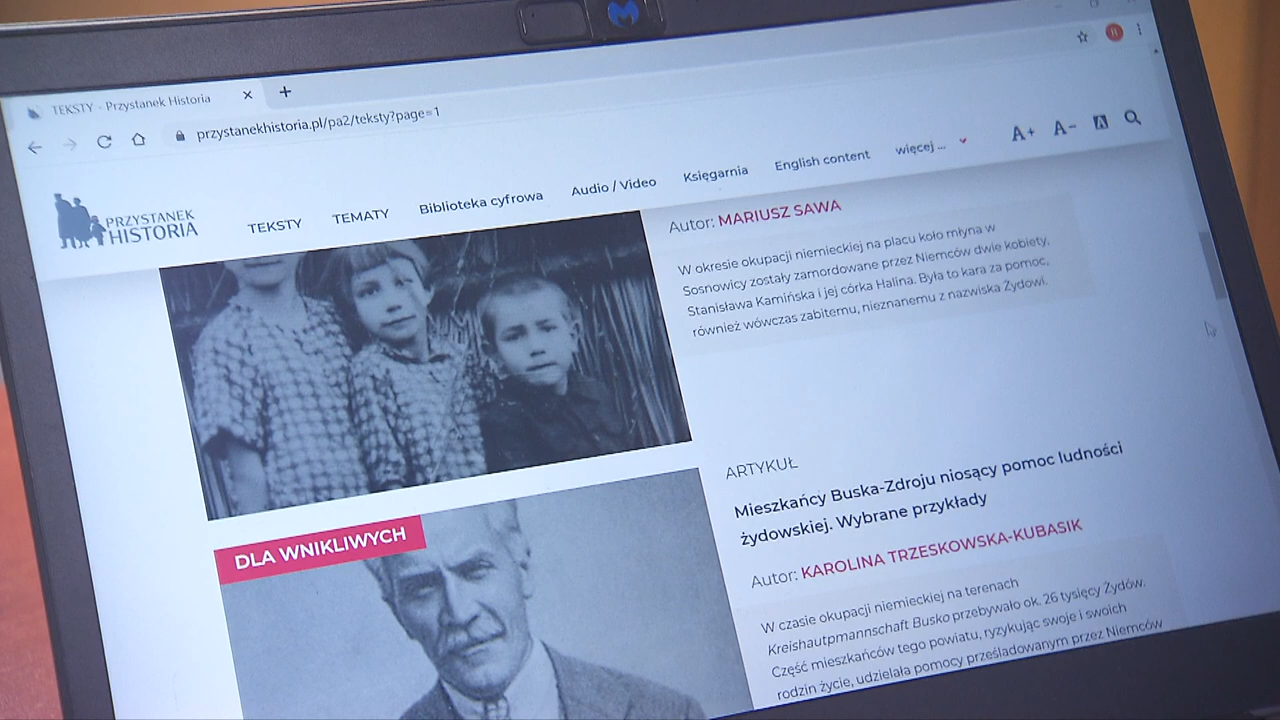 TEKSTY - Przystanek Historia
przystanekhistoria.pl/pa2/teksty?page=1
PRZYSTANEK
HISTORIA
TEKSTY TEMATY Biblioteka cyfrowa Audio / Video Księgarnia English content więcej ... A+ A- A
Autor: MARIUSZ SAWA
W okresie okupacji niemieckiej na placu koło młyna w
Sosnowicy zostały zamordowane przez Niemców dwie kobiety,
Stanisława Kamińska i jej córka Halina. Była to kara za pomoc,
również wówczas zabitemu, nieznanemu z nazwiska Żydowi.
DLA WNIKLIWYCH
ARTYKUŁ
Mieszkańcy Buska-Zdroju niosący pomoc ludności
żydowskiej. Wybrane przykłady
Autor: KAROLINA TRZESKOWSKA-KUBASIK
W czasie okupacji niemieckiej na terenach
Kreishauptmannschaft Busko przebywało ok. 26 tysięcy Żydów.
Część mieszkańców tego powiatu, ryzykując swoje i swoich
rodzin życie, udzielała pomocy prześladowanym przez Niemców